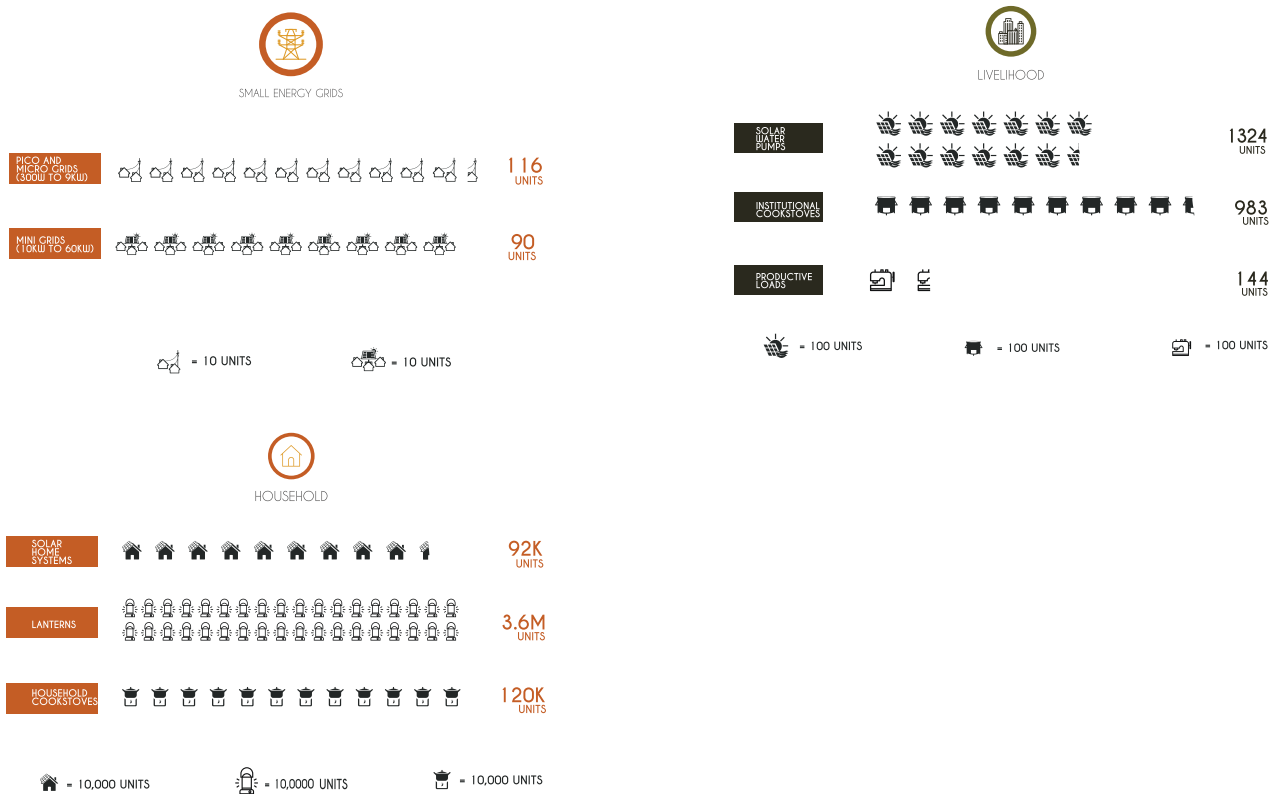 SMALL ENERGY GRIDS
PICO AND
MICRO GRIDS
(300W TO 9KW)
116
UNITS
MINI GRIDS
(10KW TO 60KW)
90
UNITS
= 10 UNITS
= 10 UNITS
LIVELIHOOD
SOLAR
WATER
PUMPS
1324
UNITS
INSTITUTIONAL
COOKSTOVES
983
UNITS
PRODUCTIVE
LOADS
144
UNITS
= 100 UNITS
= 100 UNITS
= 100 UNITS
HOUSEHOLD
SOLAR
HOME
SYSTEMS
92K
UNITS
LANTERNS
3.6M
UNITS
HOUSEHOLD
COOKSTOVES
120K
UNITS
= 10,000 UNITS
= 10,0000 UNITS
= 10,000 UNITS